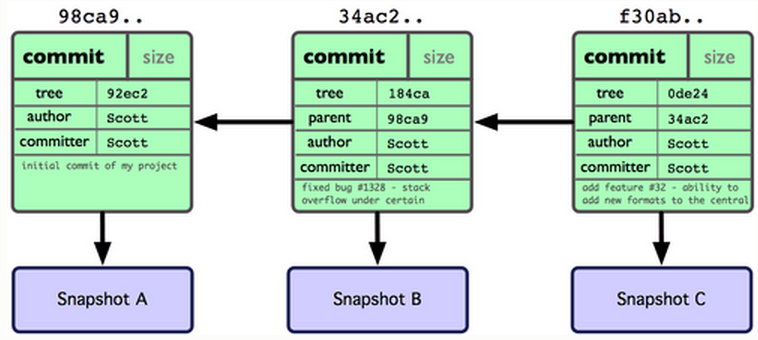 98ca9..
commit size
tree 92ec2
author Scott
committer Scott
initial commit of my project
Snapshot A
34ac2..
commit size
tree 184ca
parent 98ca9
author Scott
committer Scott
fixed bug #1328 - stack
overflow under certain
Snapshot B
f30ab..
commit size
tree 0de24
parent 34ac2
author Scott
committer Scott
add feature #32 - ability to
add new formats to the central
Snapshot C